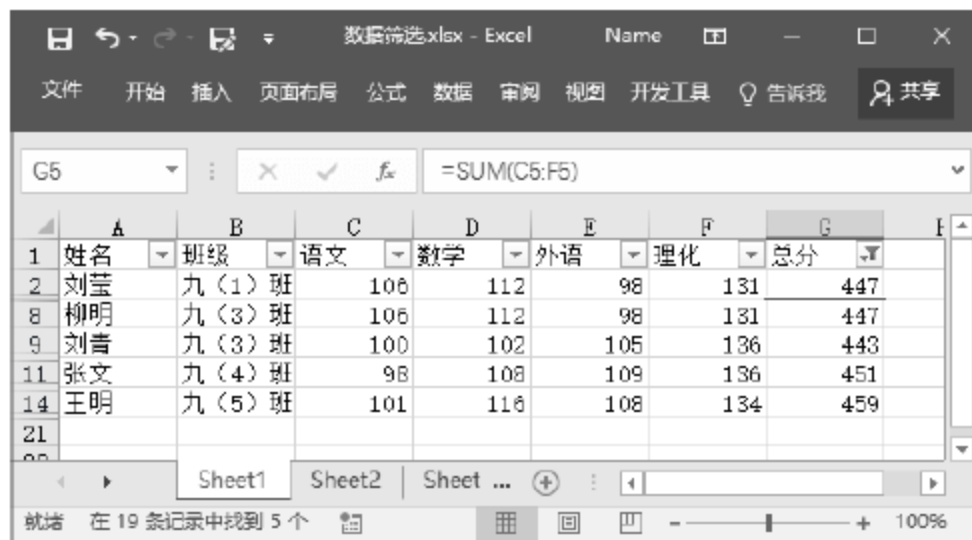 数据筛选.xlsx - Excel Name
文件 开始 插入 页面布局 公式 数据 审阅 视图 开发工具 告诉我 共享
G5 fx =SUM(C5:F5)
A B C D E F G
1 姓名 班级 语文 数学 外语 理化 总分
2 刘莹 九（1）班 106 112 98 131 447
8 柳明 九（3）班 106 112 98 131 447
9 刘青 九（3）班 100 102 105 136 443
11 张文 九（4）班 98 108 109 136 451
14 王明 九（5）班 101 116 108 134 459
21
Sheet1 Sheet2 Sheet ...
就绪 在 19 条记录中找到 5 个 100%